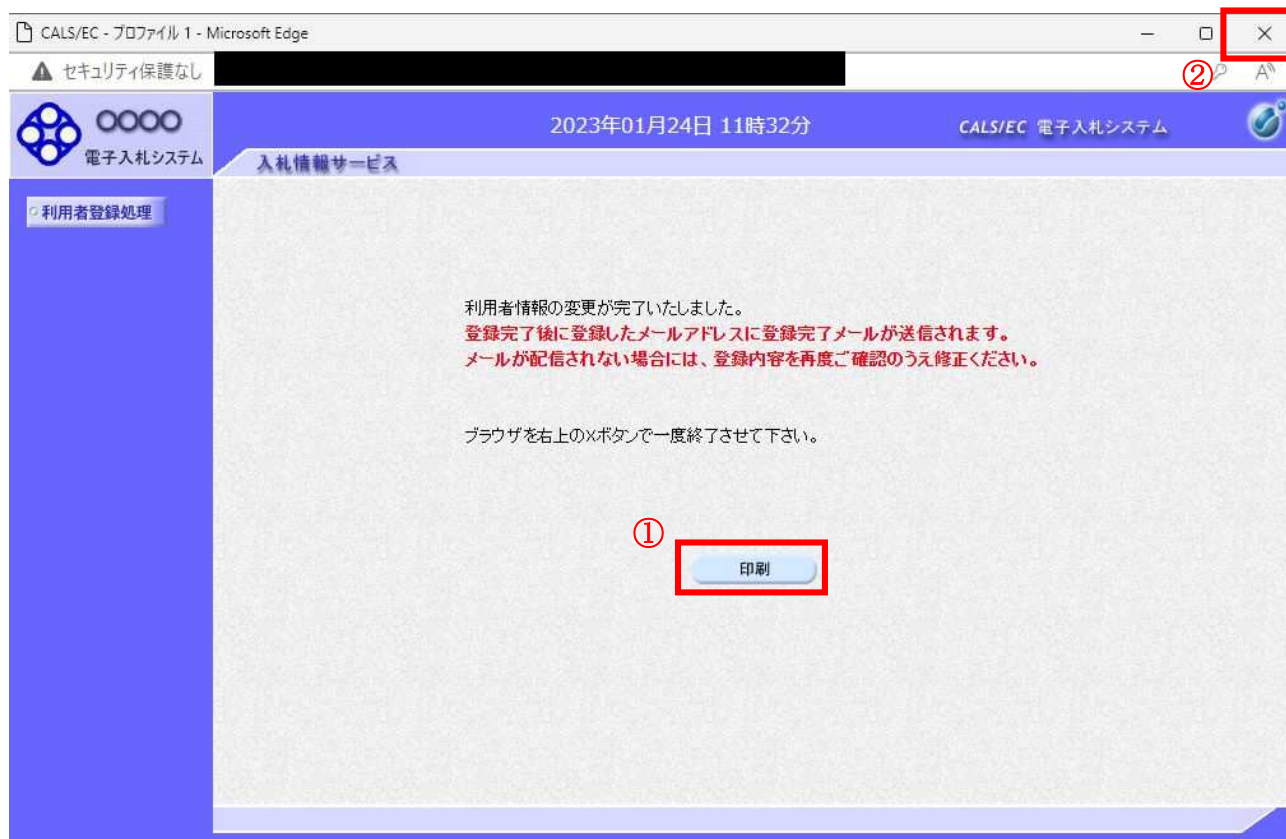 CALS/EC - プロファイル 1 - Microsoft Edge
セキュリティ保護なし
②
OOOO
電子入札システム
2023年01月24日 11時32分
CALS/EC 電子入札システム
入札情報サービス
利用者登録処理
利用者情報の変更が完了いたしました。
登録完了後に登録したメールアドレスに登録完了メールが送信されます。
メールが配信されない場合には、登録内容を再度ご確認のうえ修正ください。
ブラウザを右上の×ボタンで一度終了させて下さい。
①
印刷